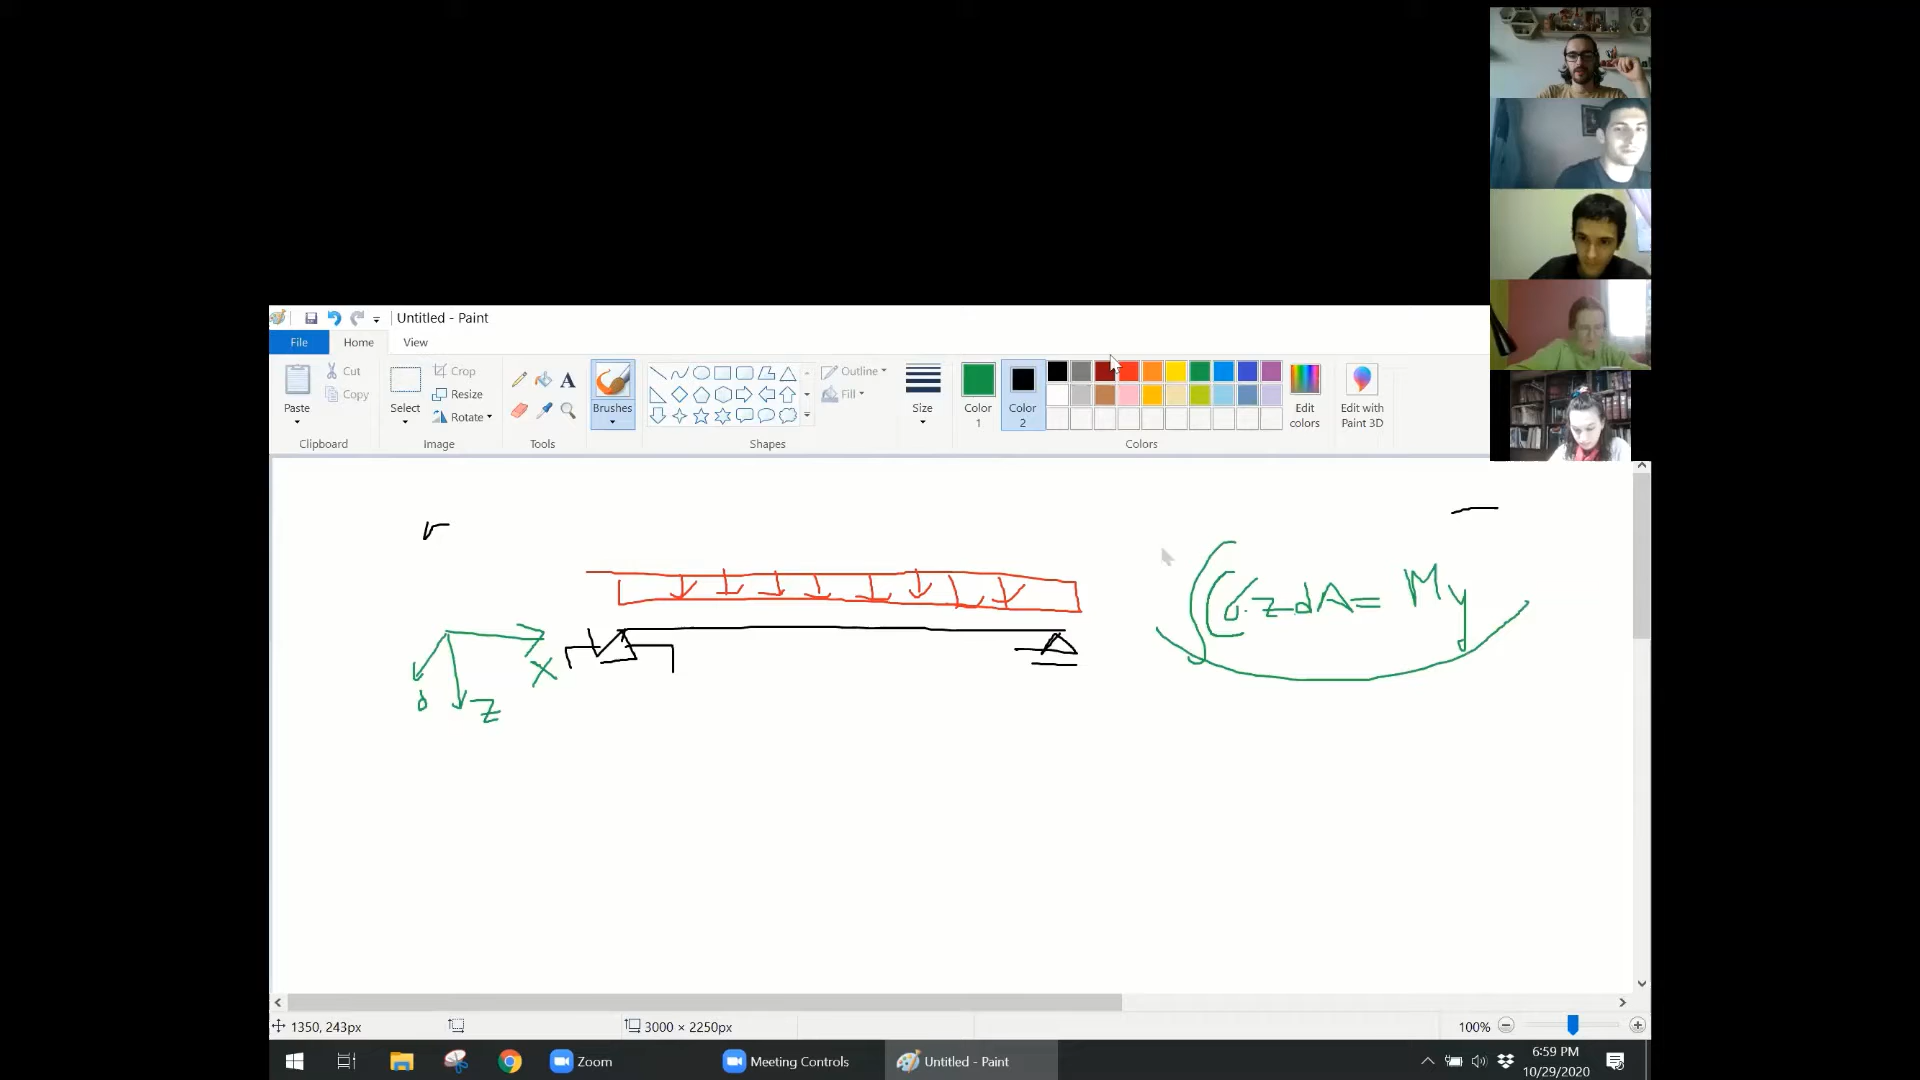 Untitled - Paint
File Home View
Paste
Cut
Copy
Clipboard
Select
Crop
Resize
Rotate
Image
A
Tools
Brushes
Outline
Fill
Shapes
Size
Color 1
Color 2
Colors
Edit colors
Edit with Paint 3D
σ.zdA= My
X
Z
1350, 243px
3000 × 2250px
100%
Zoom
Meeting Controls
Untitled - Paint
6:59 PM
10/29/2020